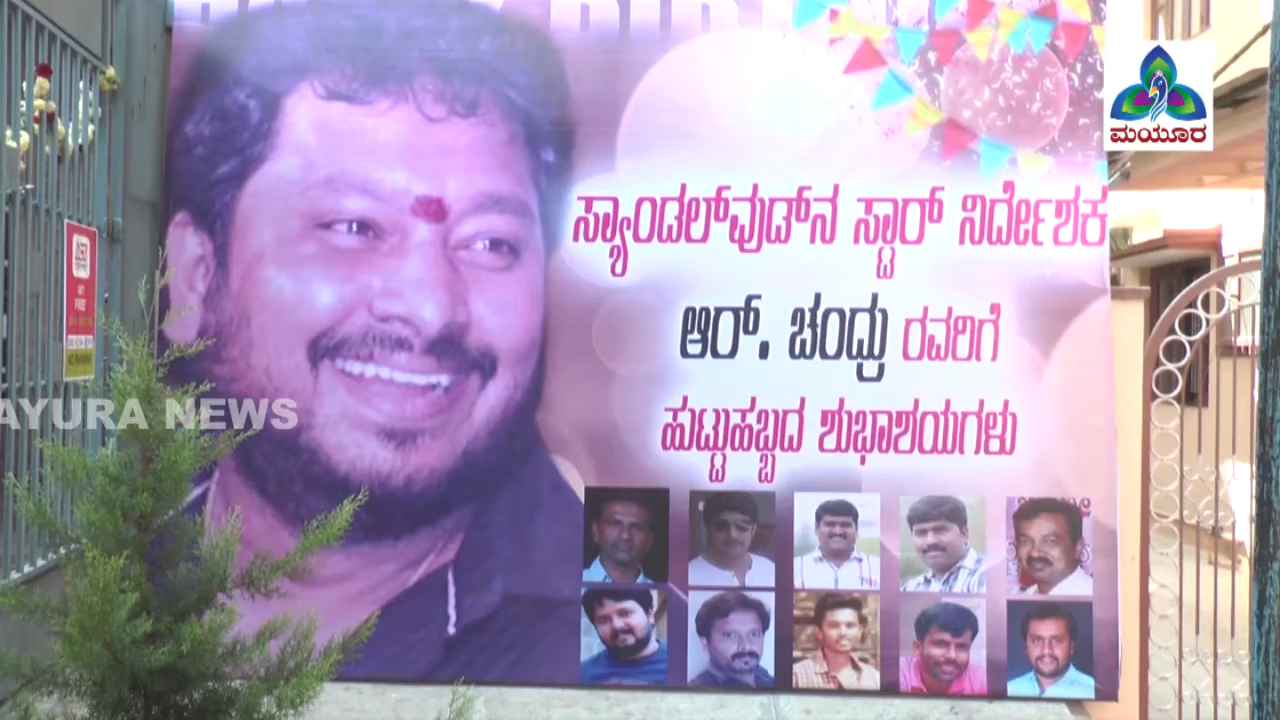 ಮಯೂರ
ಸ್ಯಾಂಡಲ್‌ವುಡ್‌ನ ಸ್ಟಾರ್ ನಿರ್ದೇಶಕ
ಆರ್. ಚಂದ್ರು ರವರಿಗೆ
ಹುಟ್ಟುಹಬ್ಬದ ಶುಭಾಶಯಗಳು
AYURA NEWS